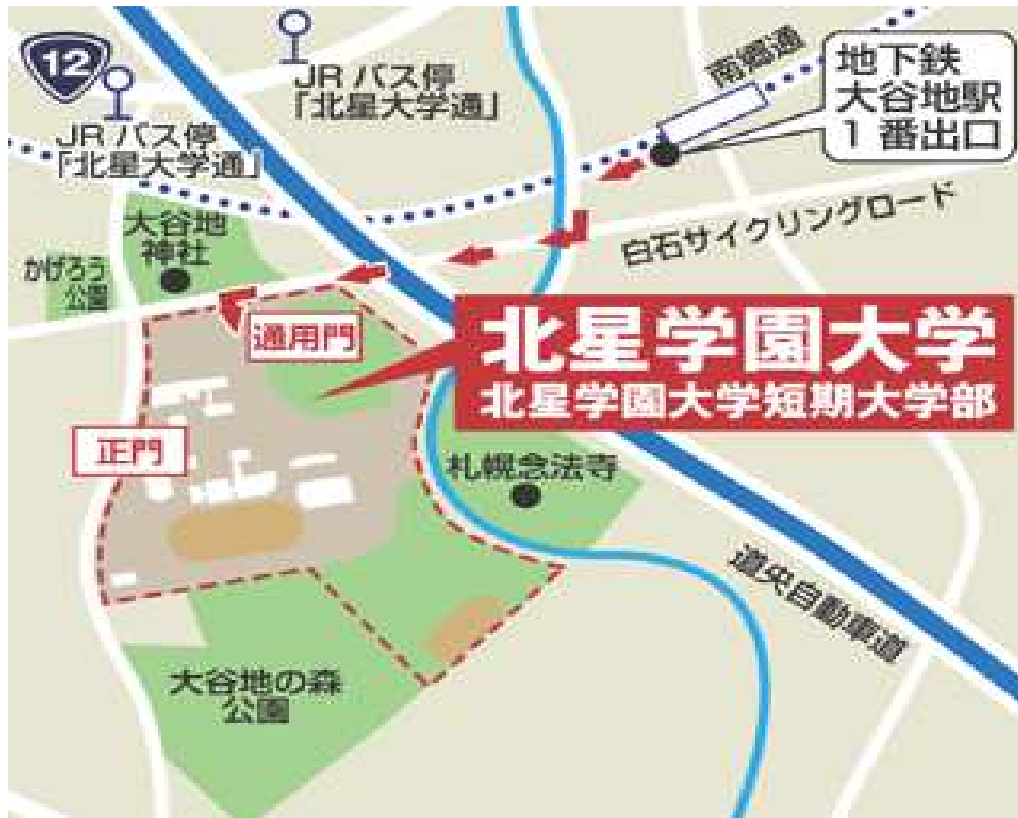 12
JRバス停
「北星大学通」
JRバス停
「北星大学通」
南郷通
地下鉄
大谷地駅
1番出口
大谷地
神社
かげろう
公園
白石サイクリングロード
通用門
北星学園大学
北星学園大学短期大学部
正門
札幌念法寺
道央自動車道
大谷地の森
公園